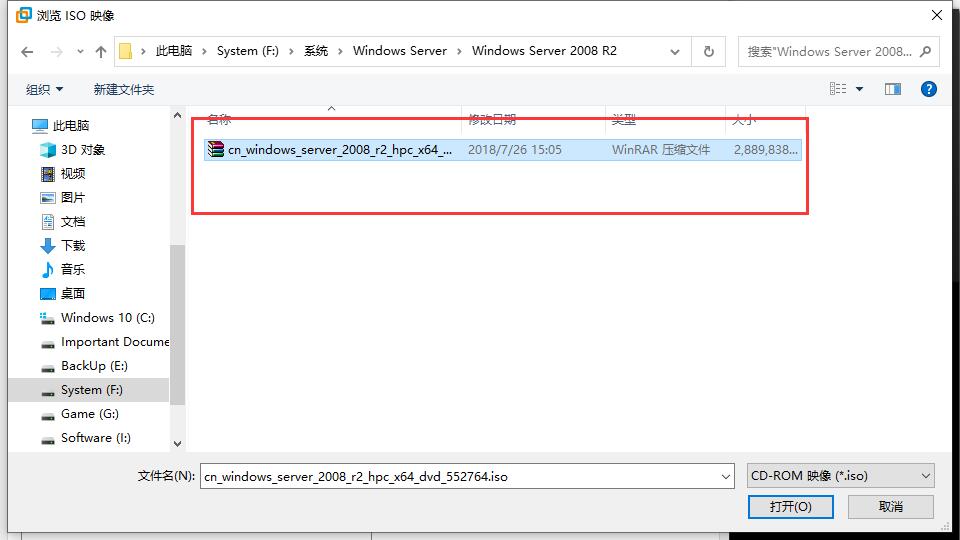 浏览 ISO 映像
此电脑 System (F:) 系统 Windows Server Windows Server 2008 R2
搜索"Windows Server 2008...
组织 新建文件夹
名称 修改日期 类型 大小
cn_windows_server_2008_r2_hpc_x64_... 2018/7/26 15:05 WinRAR 压缩文件 2,889,838...
此电脑
3D 对象
视频
图片
文档
下载
音乐
桌面
Windows 10 (C:)
Important Docume
BackUp (E:)
System (F:)
Game (G:)
Software (I:)
文件名(N): cn_windows_server_2008_r2_hpc_x64_dvd_552764.iso CD-ROM 映像 (*.iso)
打开(O) 取消